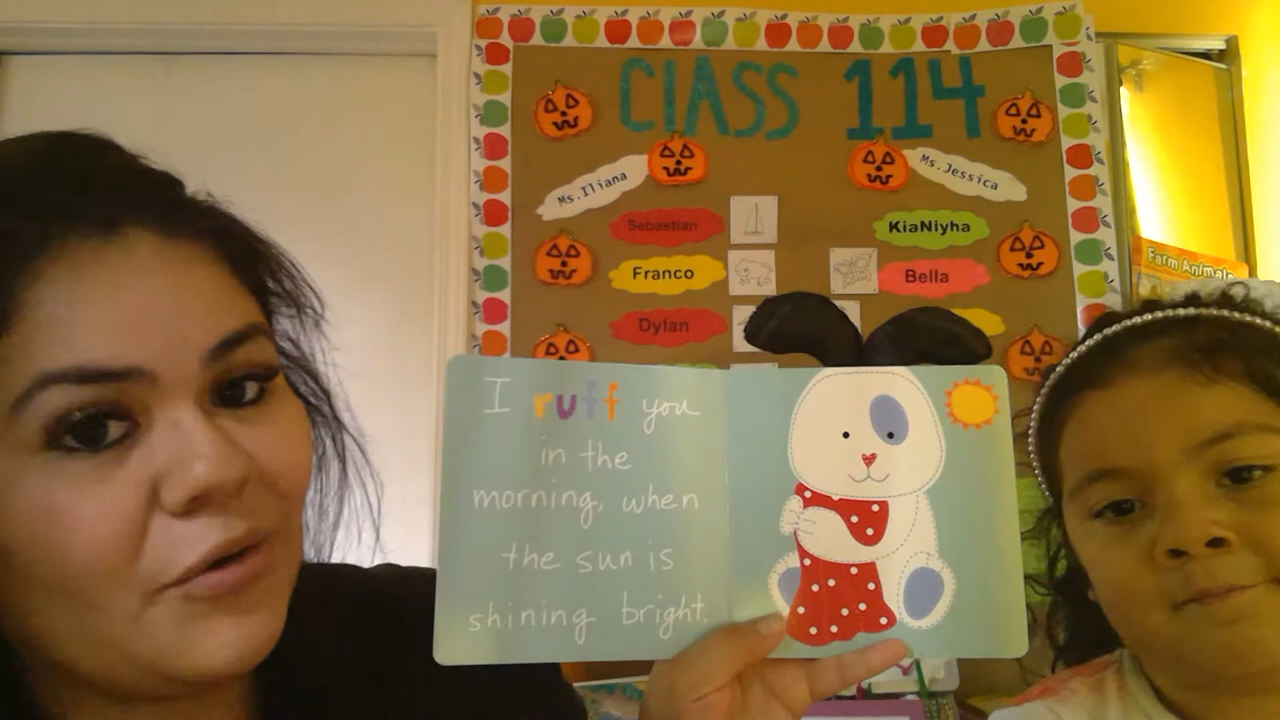 CLASS 114
Ms. Iliana
Ms. Jessica
Sebastian
KiaNiyha
Franco
Bella
Dylan
Farm Animals
I ruff you
in the
morning, when
the sun is
shining bright.